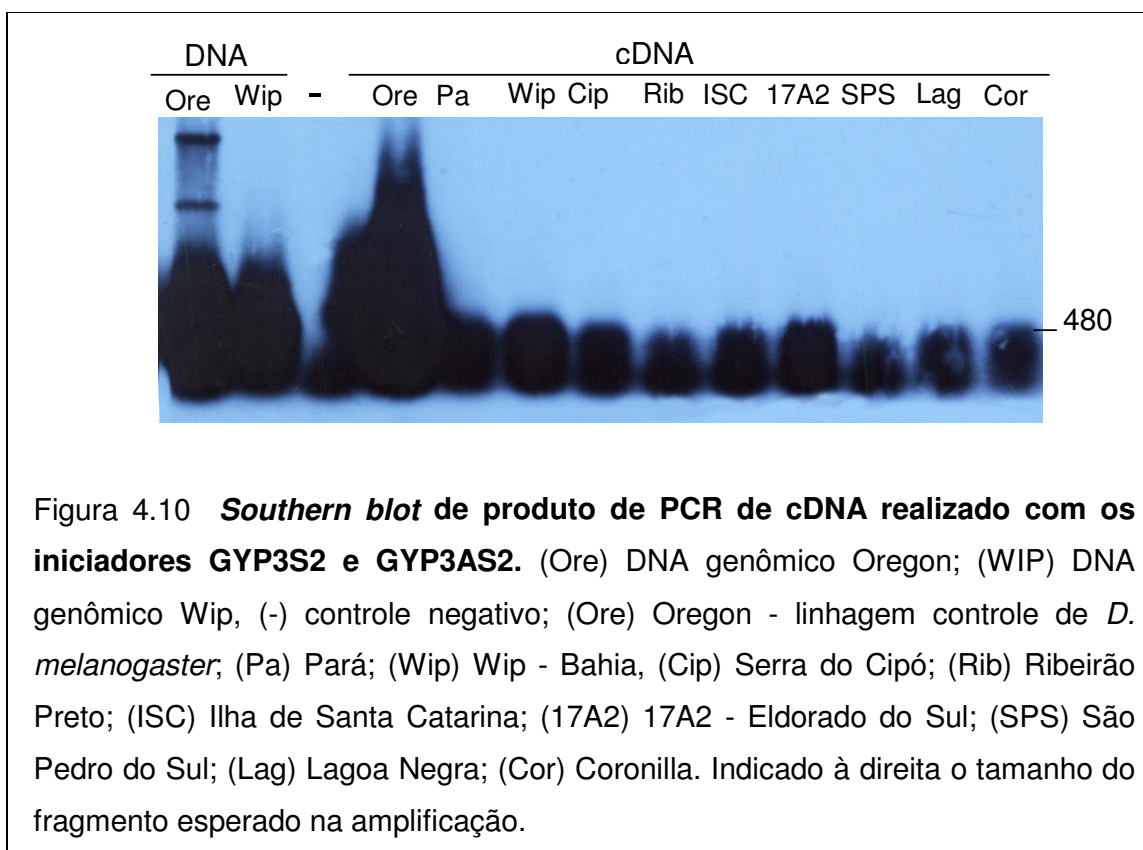 DNA cDNA
Ore Wip - Ore Pa Wip Cip Rib ISC 17A2 SPS Lag Cor
480
Figura 4.10 Southern blot de produto de PCR de cDNA realizado com os
iniciadores GYP3S2 e GYP3AS2. (Ore) DNA genômico Oregon; (WIP) DNA
genômico Wip, (-) controle negativo; (Ore) Oregon - linhagem controle de D.
melanogaster; (Pa) Pará; (Wip) Wip - Bahia, (Cip) Serra do Cipó; (Rib) Ribeirão
Preto; (ISC) Ilha de Santa Catarina; (17A2) 17A2 - Eldorado do Sul; (SPS) São
Pedro do Sul; (Lag) Lagoa Negra; (Cor) Coronilla. Indicado à direita o tamanho do
fragmento esperado na amplificação.